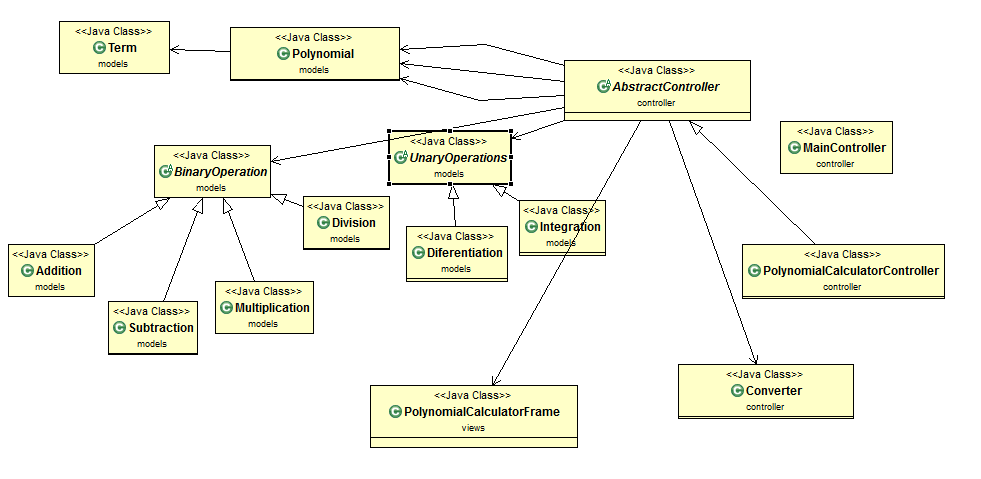 <<Java Class>>
Term
models
<<Java Class>>
Polynomial
models
<<Java Class>>
AbstractController
controller
<<Java Class>>
MainController
controller
<<Java Class>>
UnaryOperations
models
<<Java Class>>
BinaryOperation
models
<<Java Class>>
Division
models
<<Java Class>>
Integration
models
<<Java Class>>
Diferentiation
models
<<Java Class>>
Addition
models
<<Java Class>>
PolynomialCalculatorController
controller
<<Java Class>>
Multiplication
models
<<Java Class>>
Subtraction
models
<<Java Class>>
Converter
controller
<<Java Class>>
PolynomialCalculatorFrame
views